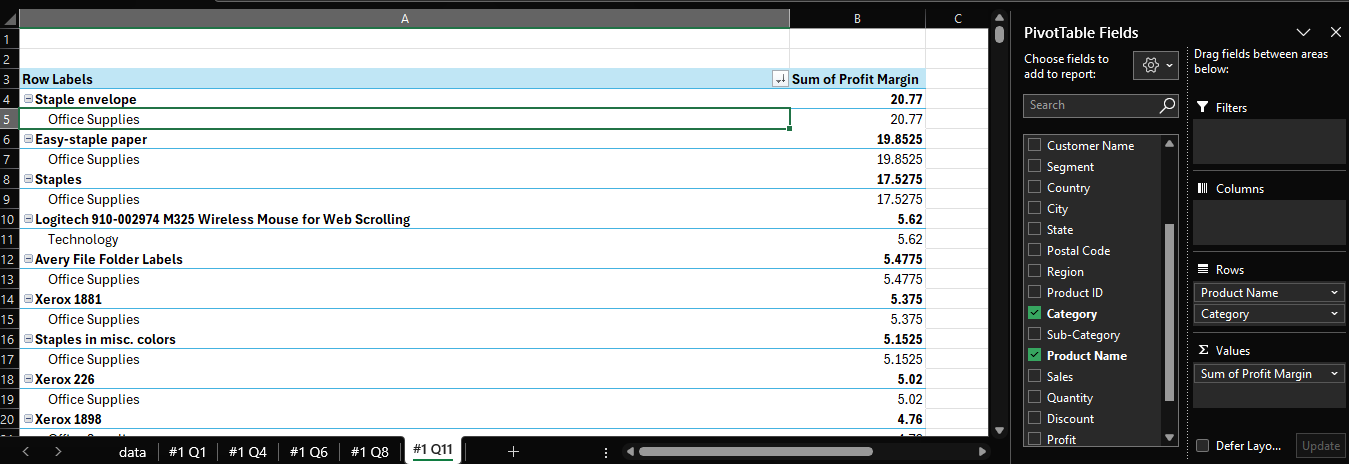 A B C
1
2
3 Row Labels Sum of Profit Margin
4 Staple envelope 20.77
5 Office Supplies 20.77
6 Easy-staple paper 19.8525
7 Office Supplies 19.8525
8 Staples 17.5275
9 Office Supplies 17.5275
10 Logitech 910-002974 M325 Wireless Mouse for Web Scrolling 5.62
11 Technology 5.62
12 Avery File Folder Labels 5.4775
13 Office Supplies 5.4775
14 Xerox 1881 5.375
15 Office Supplies 5.375
16 Staples in misc. colors 5.1525
17 Office Supplies 5.1525
18 Xerox 226 5.02
19 Office Supplies 5.02
20 Xerox 1898 4.76
data #1 Q1 #1 Q4 #1 Q6 #1 Q8 #1 Q11
PivotTable Fields
Choose fields to
add to report:
Search
Customer Name
Segment
Country
City
State
Postal Code
Region
Product ID
Category
Sub-Category
Product Name
Sales
Quantity
Discount
Profit
Drag fields between areas
below:
Filters
Columns
Rows
Product Name
Category
Σ Values
Sum of Profit Margin
Defer Layo... Update